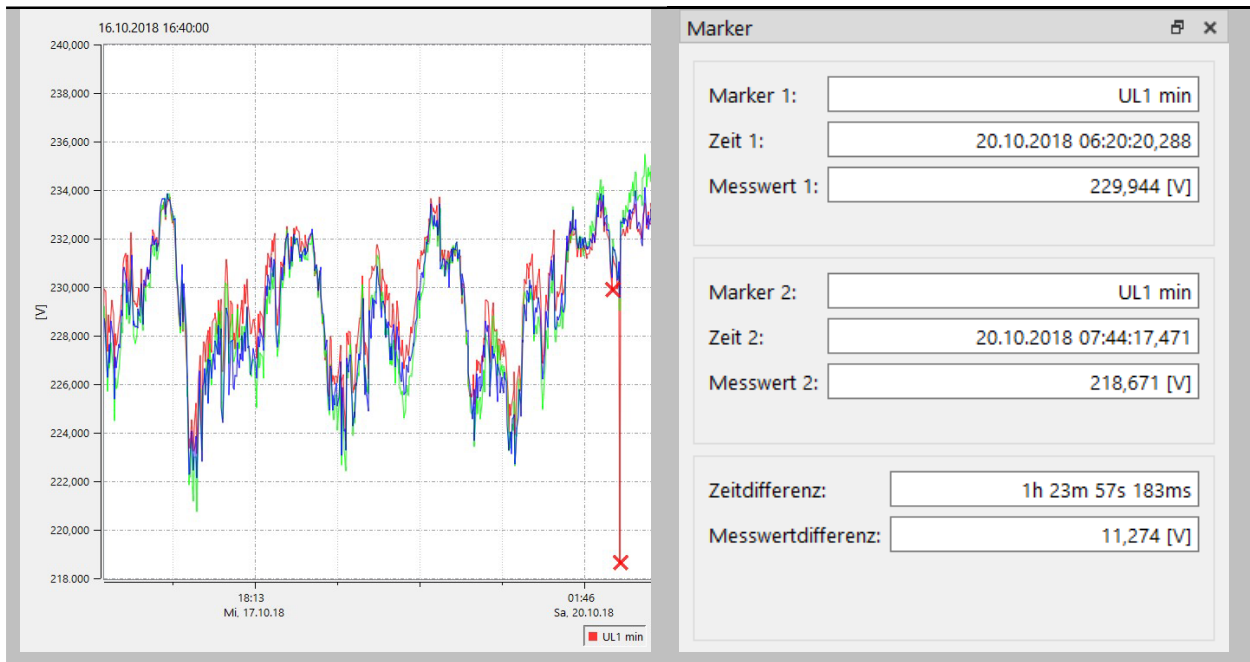 16.10.2018 16:40:00
240,000
238,000
236,000
234,000
232,000
230,000
228,000
226,000
224,000
222,000
220,000
218.000
[V]
18:13
Mi, 17.10.18
01:46
Sa, 20.10.18
UL1 min
Marker
Marker 1: UL1 min
Zeit 1: 20.10.2018 06:20:20,288
Messwert 1: 229,944 [V]
Marker 2: UL1 min
Zeit 2: 20.10.2018 07:44:17,471
Messwert 2: 218,671 [V]
Zeitdifferenz: 1h 23m 57s 183ms
Messwertdifferenz: 11,274 [V]